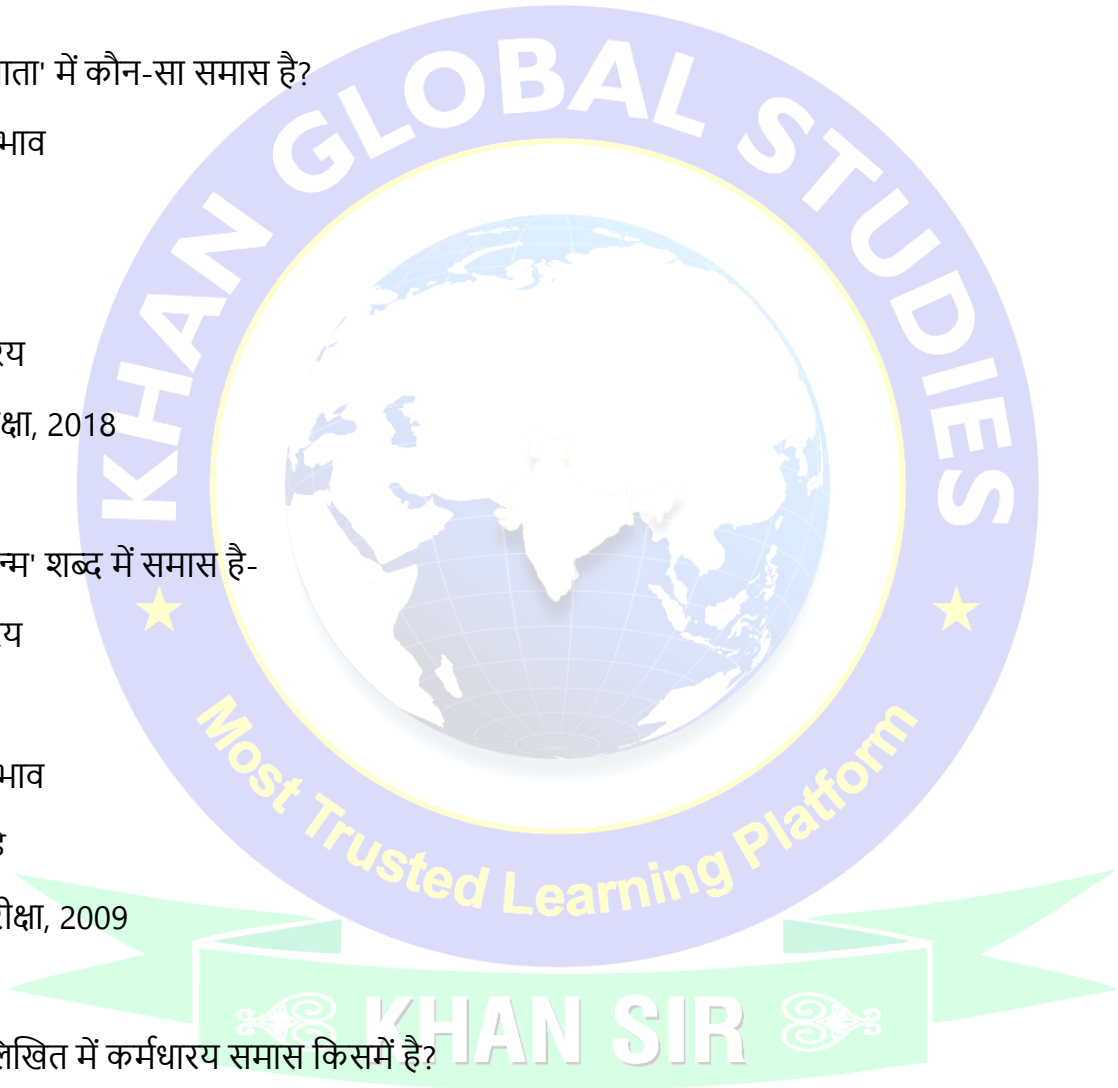 ाता' में कौन-सा समास है?
भाव
रय
क्षा, 2018
न्म' शब्द में समास है-
रय
भाव
रीक्षा, 2009
लिखित में कर्मधारय समास किसमें है?
KHAN GLOBAL STUDIES
Most Trusted Learning Platform
KHAN SIR